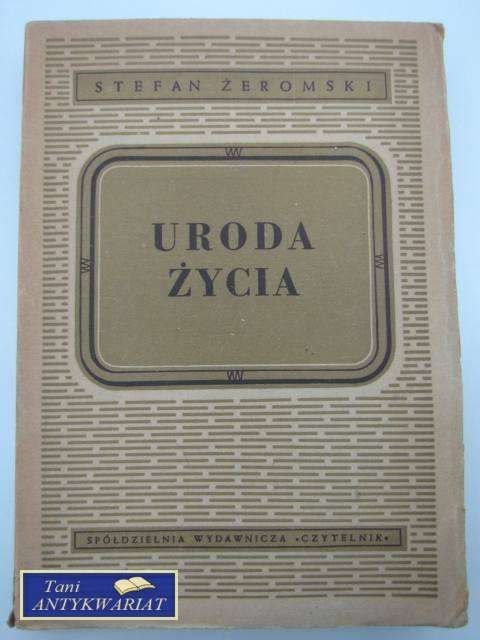 STEFAN ŻEROMSKI
URODA
ŻYCIA
SPÓŁDZIELNIA WYDAWNICZA «CZYTELNIK»
Tani
ANTYKWARIAT